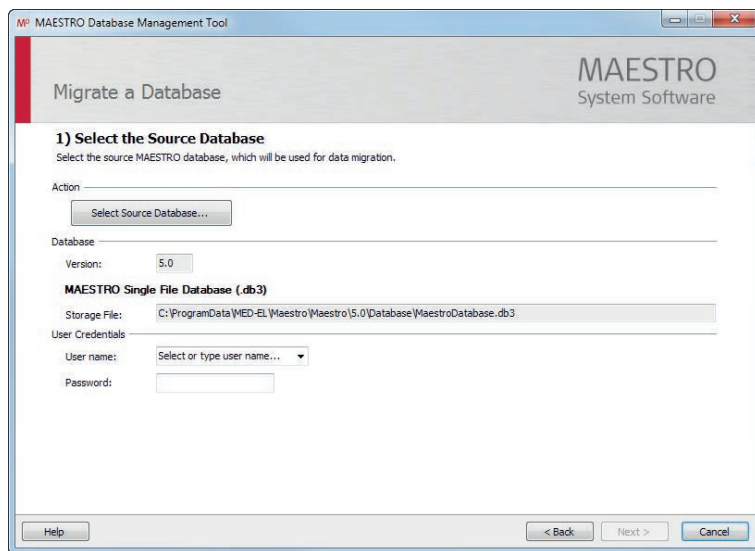 MAESTRO Database Management Tool
Migrate a Database
MAESTRO
System Software
1) Select the Source Database
Select the source MAESTRO database, which will be used for data migration.
Action
Select Source Database...
Database
Version: 5.0
MAESTRO Single File Database (.db3)
Storage File: C:\ProgramData\MED-EL\Maestro\Maestro\5.0\Database\MaestroDatabase.db3
User Credentials
User name: Select or type user name...
Password:
Help < Back Next > Cancel